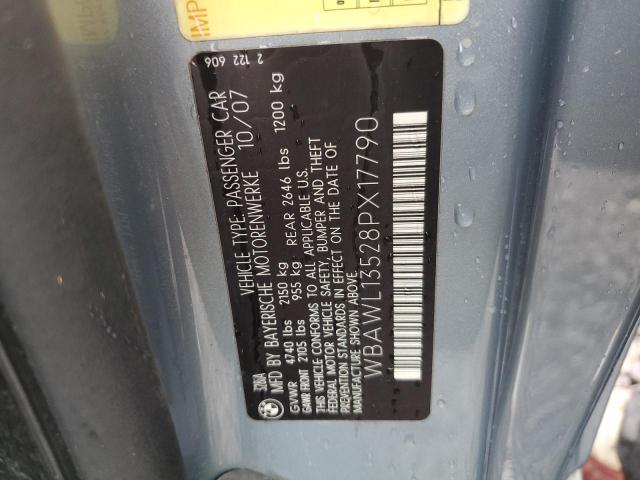 IMP
2 122 606
VEHICLE TYPE: PASSENGER CAR
MFD BY BAYERISCHE MOTORENWERKE 10/07
GVWR 4740 lbs 2150 kg
GAWR FRONT 2105 lbs 955 kg REAR 2646 lbs 1200 kg
THIS VEHICLE CONFORMS TO ALL APPLICABLE U.S.
FEDERAL MOTOR VEHICLE SAFETY, BUMPER AND THEFT
PREVENTION STANDARDS IN EFFECT ON THE DATE OF
MANUFACTURE SHOWN ABOVE.
WBAWL13528PX17790